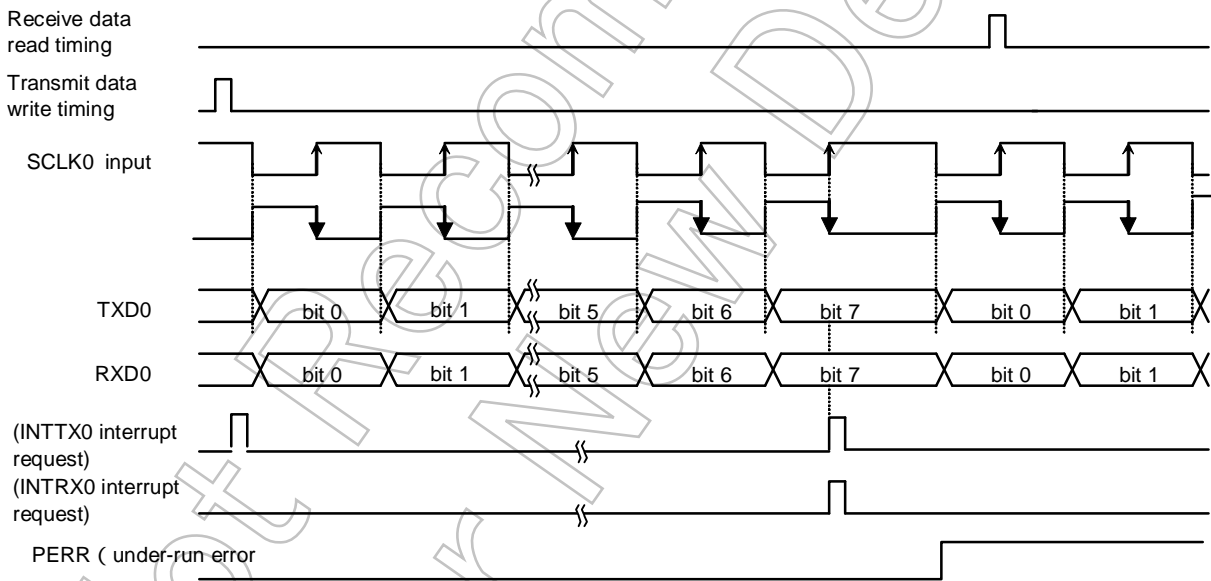 Receive data
read timing
Transmit data
write timing
SCLK0 input
TXD0
bit 0 bit 1 bit 5 bit 6 bit 7 bit 0 bit 1
RXD0
bit 0 bit 1 bit 5 bit 6 bit 7 bit 0 bit 1
(INTTX0 interrupt
request)
(INTRX0 interrupt
request)
PERR ( under-run error